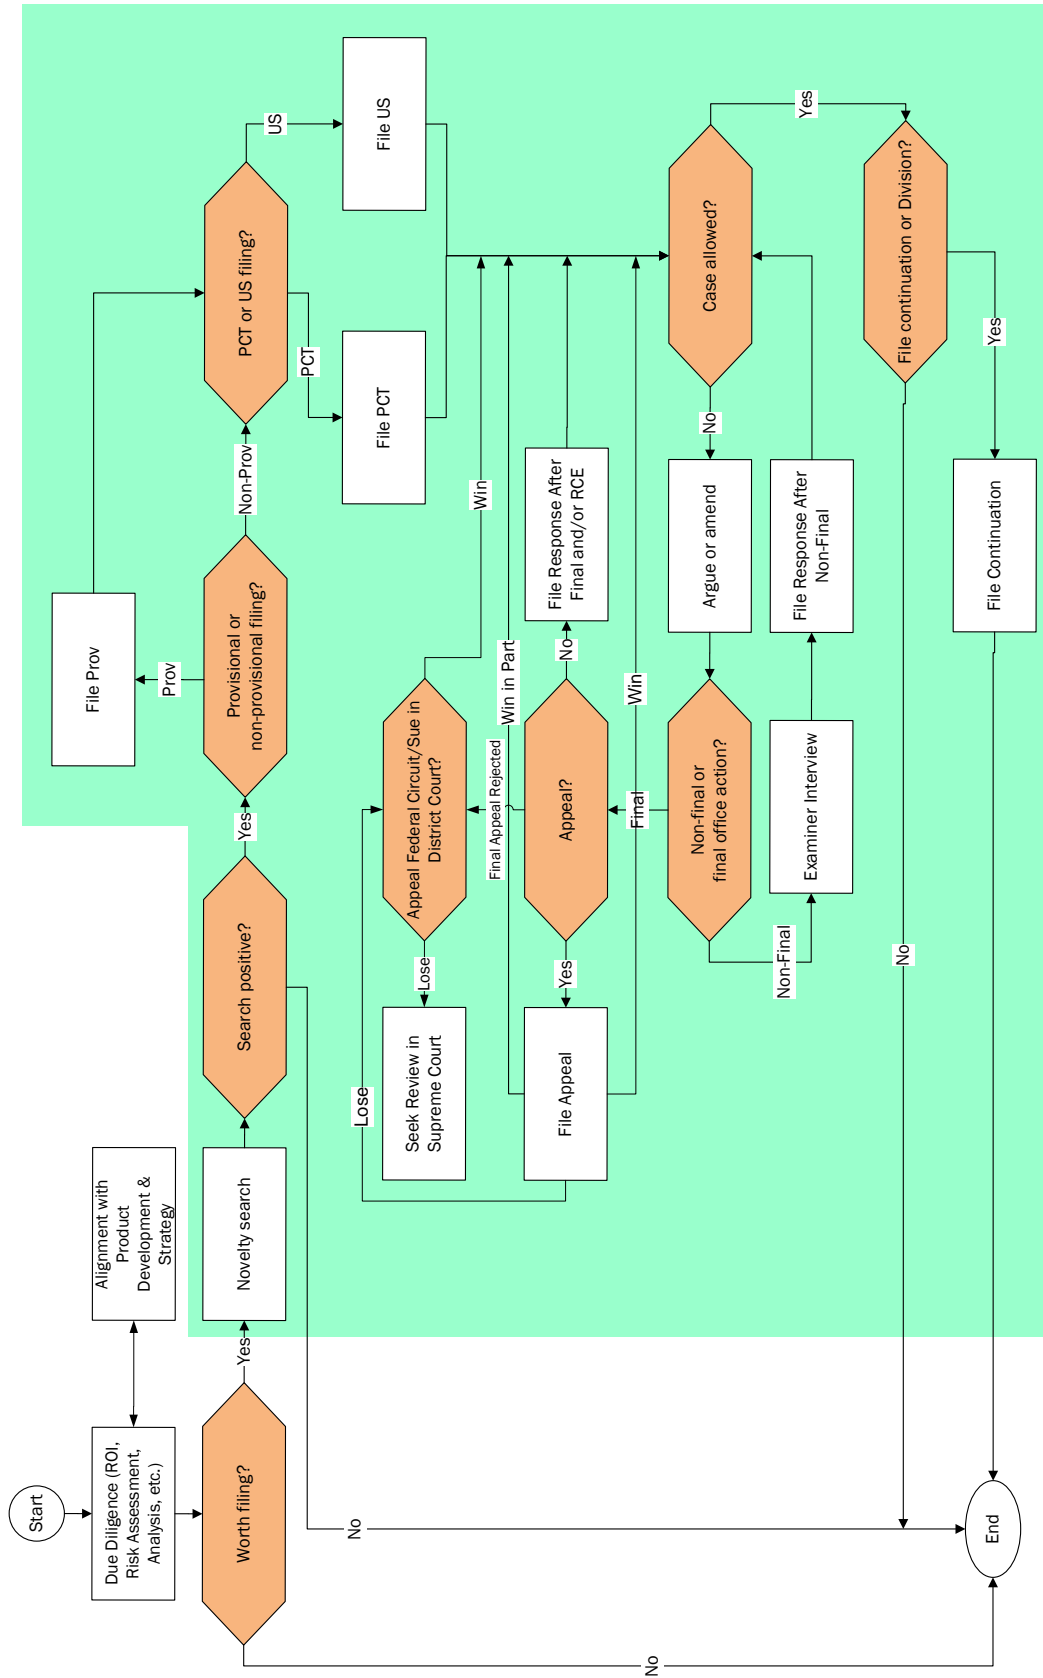 Start
Due Diligence (ROI,
Risk Assessment,
Analysis, etc.)
Alignment with
Product
Development &
Strategy
Worth filing?
No
Yes
Novelty search
Search positive?
No
Yes
Provisional or
non-provisional filing?
Prov
File Prov
Non-Prov
PCT or US filing?
US
File US
PCT
File PCT
Case allowed?
Yes
No
Argue or amend
Non-final or
final office action?
Non-Final
Examiner Interview
File Response After
Non-Final
Final
Appeal?
No
File Response After
Final and/or RCE
Yes
File Appeal
Win
Win in Part
Lose
Final Appeal Rejected
Appeal Federal Circuit/Sue in
District Court?
Win
Lose
Seek Review in
Supreme Court
File continuation or Division?
Yes
File Continuation
No
End